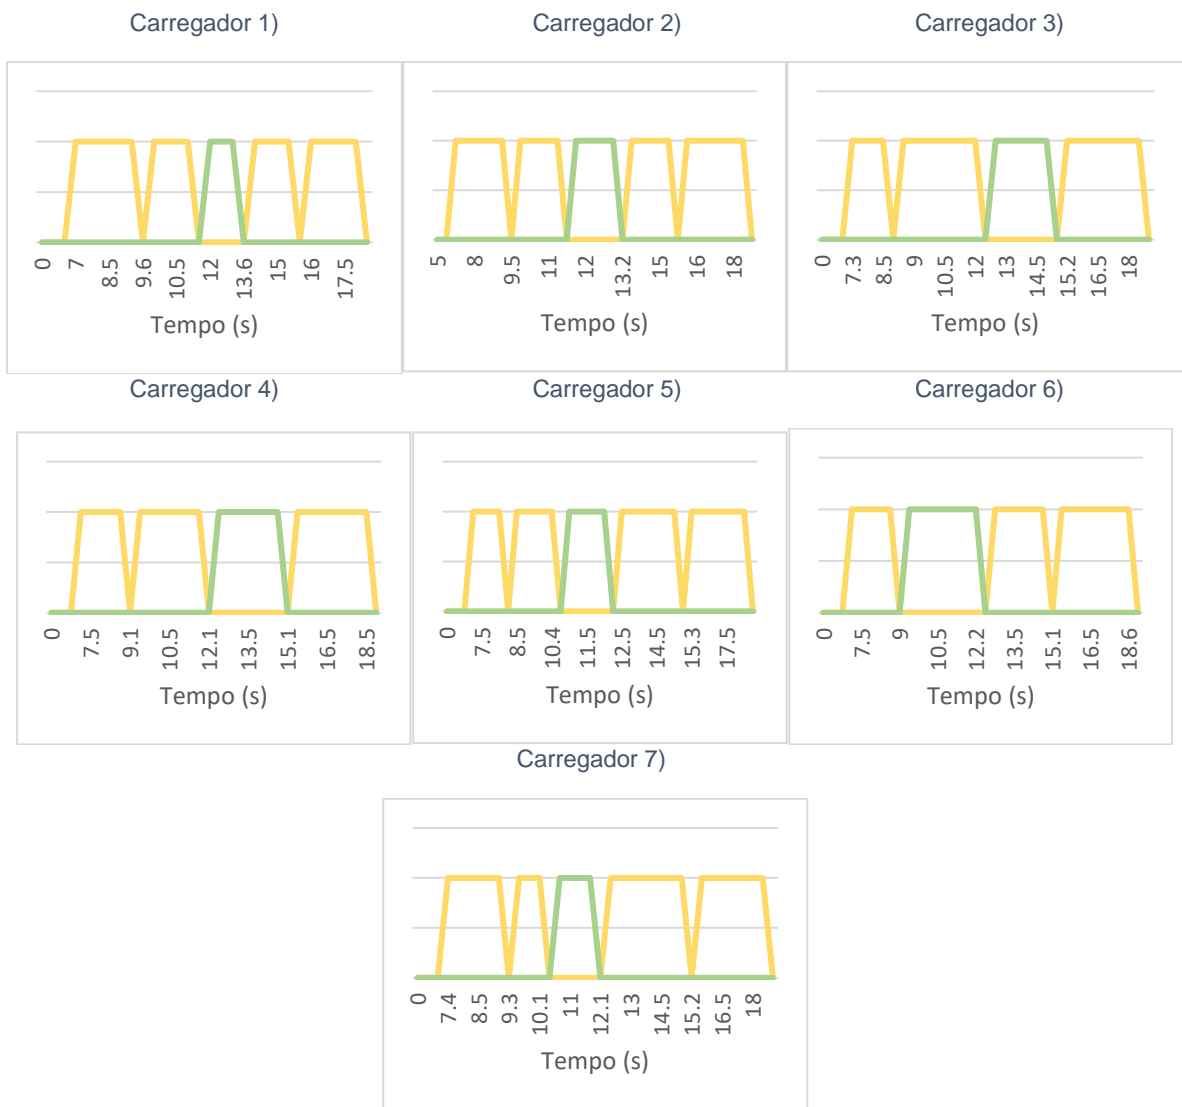 Carregador 1) Carregador 2) Carregador 3)
0 7 8.5 9.6 10.5 12 13.6 15 16 17.5
Tempo (s)
5 8 9.5 11 12 13.2 15 16 18
Tempo (s)
0 7.3 8.5 9 10.5 12 13 14.5 15.2 16.5 18
Tempo (s)
Carregador 4) Carregador 5) Carregador 6)
0 7.5 9.1 10.5 12.1 13.5 15.1 16.5 18.5
Tempo (s)
0 7.5 8.5 10.4 11.5 12.5 14.5 15.3 17.5
Tempo (s)
0 7.5 9 10.5 12.2 13.5 15.1 16.5 18.6
Tempo (s)
Carregador 7)
0 7.4 8.5 9.3 10.1 11 12.1 13 14.5 15.2 16.5 18
Tempo (s)